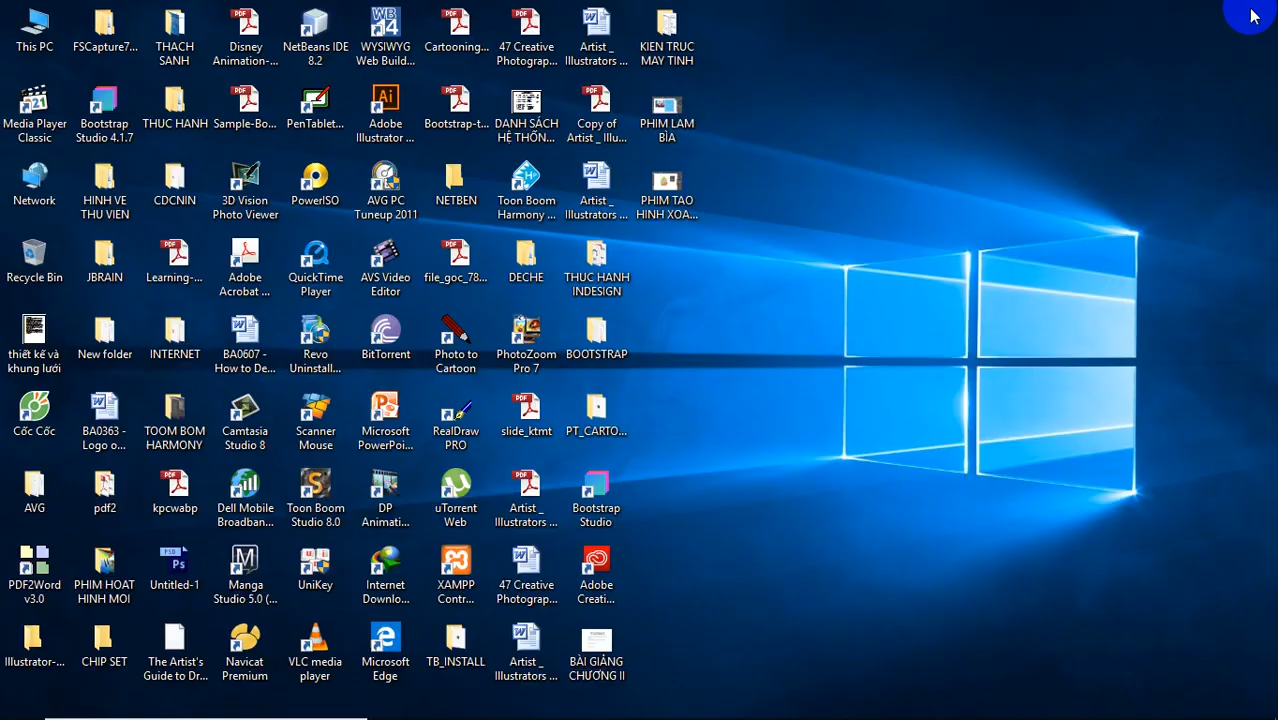 This PC
FSCapture7...
THACH
SANH
Disney
Animation-...
NetBeans IDE
8.2
WYSIWYG
Web Build...
Cartooning...
47 Creative
Photograp...
Artist _
Illustrators ...
KIEN TRUC
MAY TINH
Media Player
Classic
Bootstrap
Studio 4.1.7
THUC HANH
Sample-Bo...
PenTablet...
Adobe
Illustrator ...
Bootstrap-t...
DANH SÁCH
HỆ THỐN...
Copy of
Artist _ Illu...
PHIM LAM
BÌA
Network
HINH VE
THU VIEN
CDCNIN
3D Vision
Photo Viewer
PowerISO
AVG PC
Tuneup 2011
NETBEN
Toon Boom
Harmony ...
Artist _
Illustrators ...
PHIM TAO
HINH XOA...
Recycle Bin
JBRAIN
Learning-...
Adobe
Acrobat ...
QuickTime
Player
AVS Video
Editor
file_goc_78...
DECHE
THUC HANH
INDESIGN
thiết kế và
khung lưới
New folder
INTERNET
BA0607 -
How to De...
Revo
Uninstall...
BitTorrent
Photo to
Cartoon
PhotoZoom
Pro 7
BOOTSTRAP
Cốc Cốc
BA0363 -
Logo o...
TOOM BOM
HARMONY
Camtasia
Studio 8
Scanner
Mouse
Microsoft
PowerPoi...
RealDraw
PRO
slide_ktmt
PT_CARTO...
AVG
pdf2
kpcwabp
Dell Mobile
Broadban...
Toon Boom
Studio 8.0
DP
Animati...
uTorrent
Web
Artist _
Illustrators ...
Bootstrap
Studio
PDF2Word
v3.0
PHIM HOAT
HINH MOI
Untitled-1
Manga
Studio 5.0 (...
UniKey
Internet
Downlo...
XAMPP
Contr...
47 Creative
Photograp...
Adobe
Creati...
Illustrator-...
CHIP SET
The Artist's
Guide to Dr...
Navicat
Premium
VLC media
player
Microsoft
Edge
TB_INSTALL
Artist _
Illustrators ...
BÀI GIẢNG
CHƯƠNG II